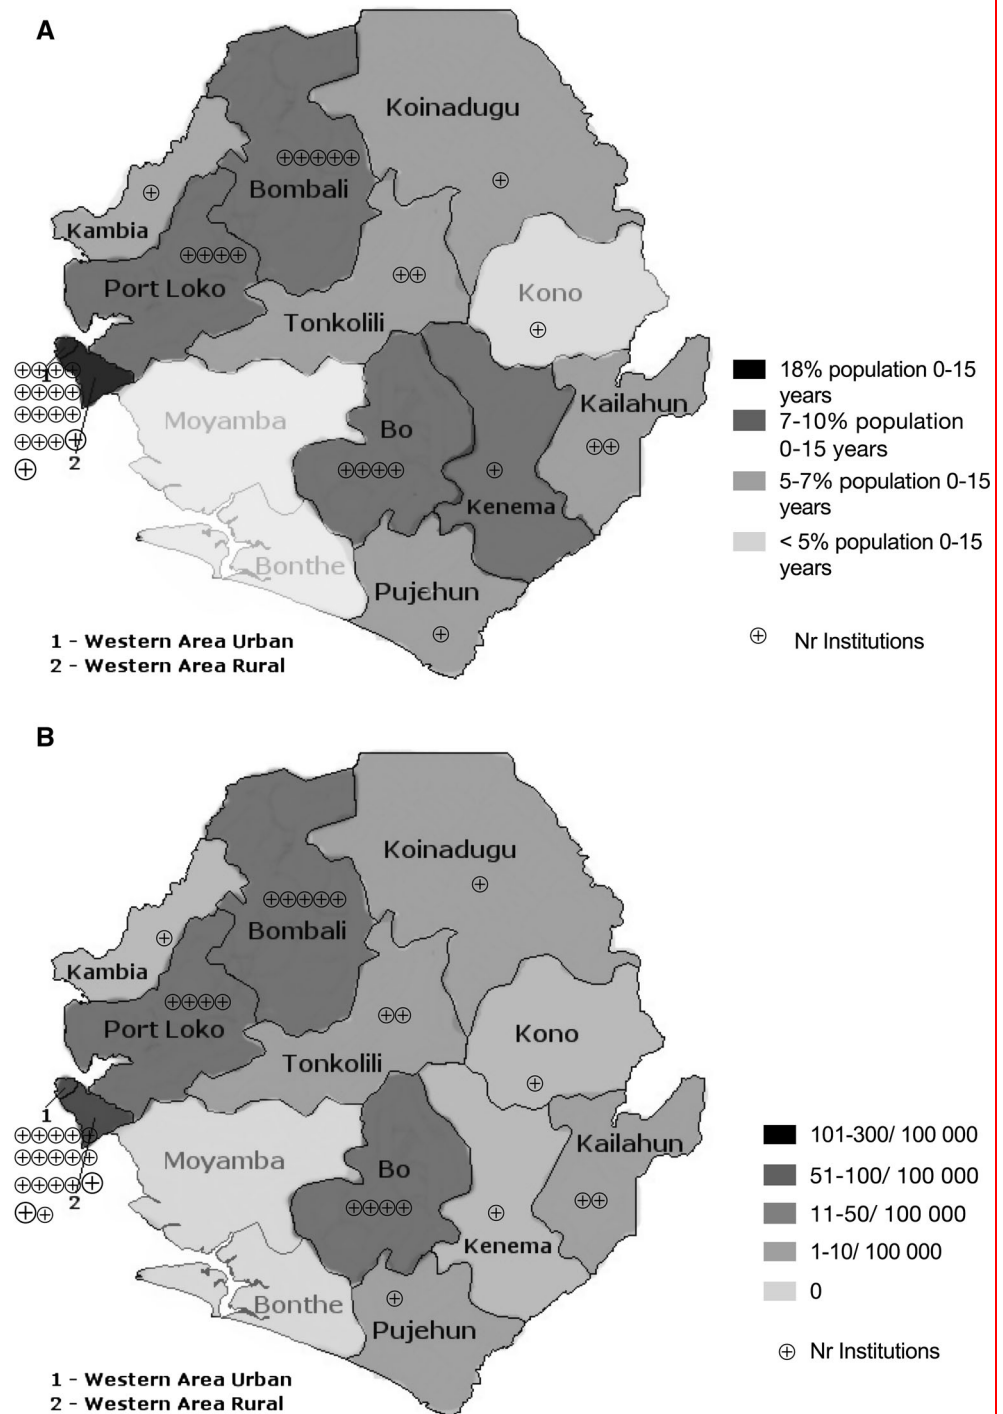 A
Koinadugu
Bombali
Kambia
Port Loko
Kono
Tonkolili
1
Moyamba
Bo
Kailahun
2
Kenema
Bonthe
Pujehun
1 - Western Area Urban
2 - Western Area Rural
18% population 0-15
years
7-10% population
0-15 years
5-7% population 0-15
years
< 5% population 0-15
years
Nr Institutions
B
Koinadugu
Bombali
Kambia
Port Loko
Kono
Tonkolili
1
Moyamba
Bo
Kailahun
2
Kenema
Bonthe
Pujehun
1 - Western Area Urban
2 - Western Area Rural
101-300/ 100 000
51-100/ 100 000
11-50/ 100 000
1-10/ 100 000
0
Nr Institutions